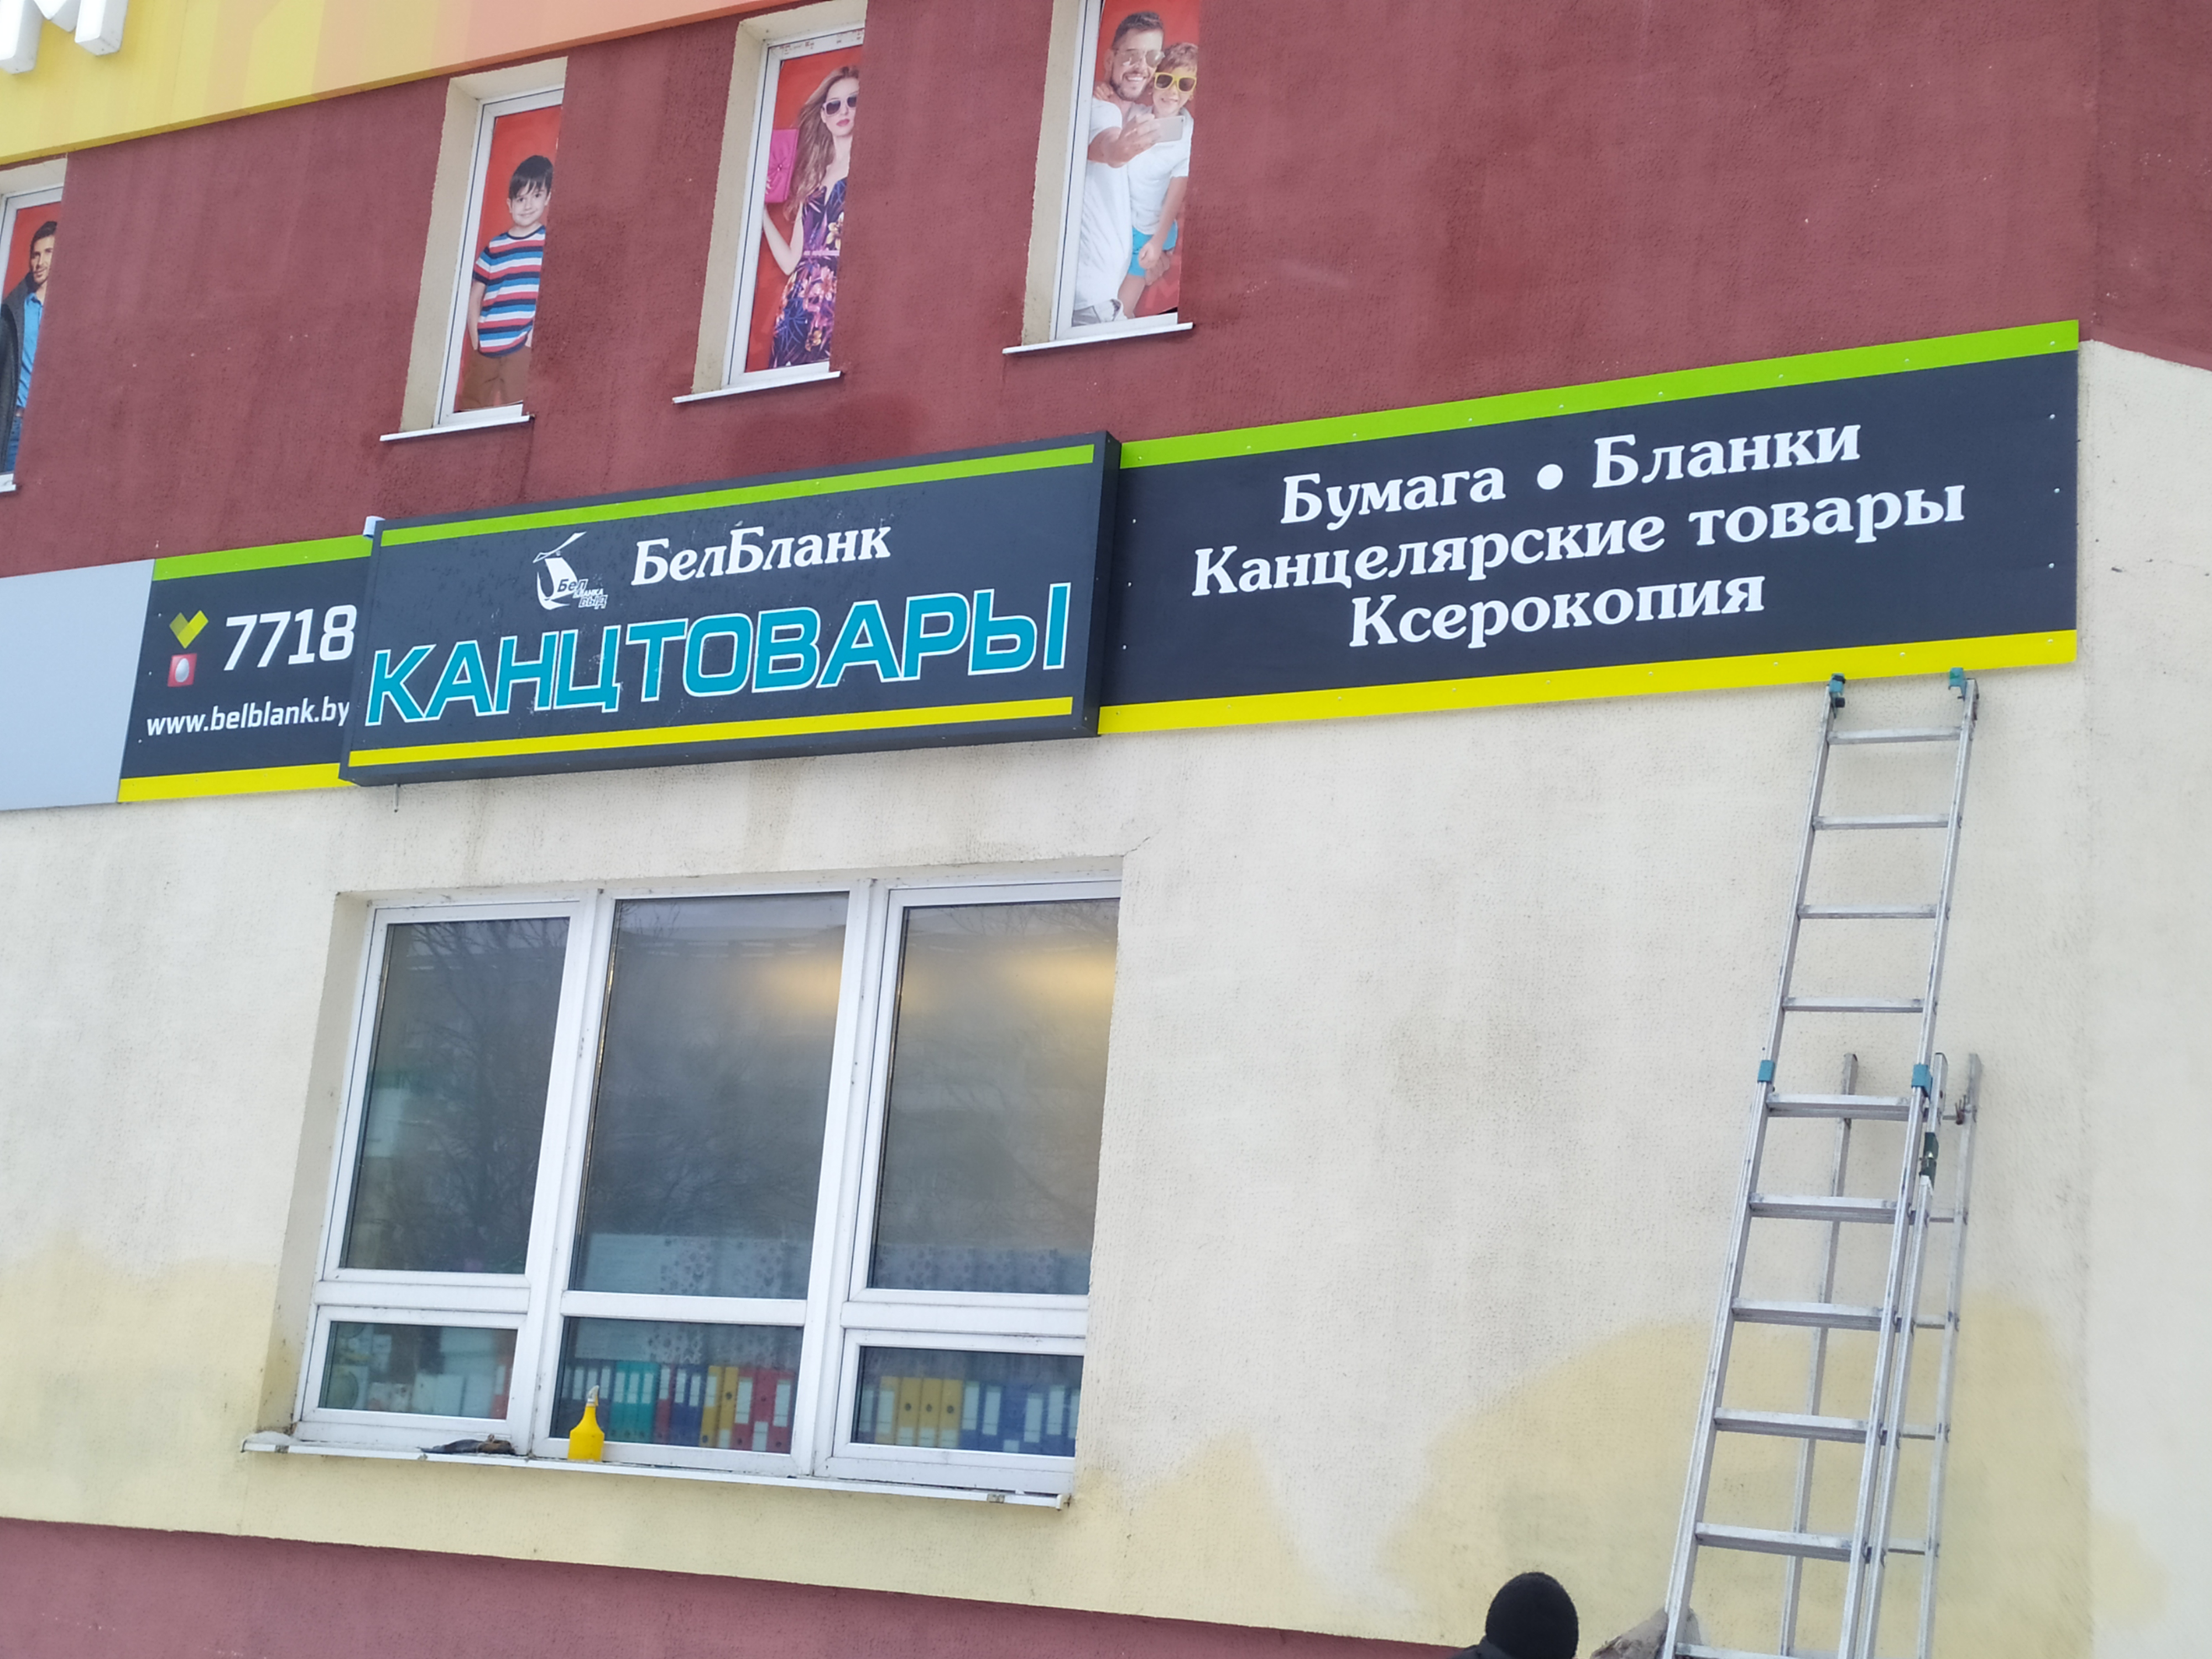 7718
www.belblank.by
БелБланк
КАНЦТОВАРЫ
Бумага • Бланки
Канцелярские товары
Ксерокопия